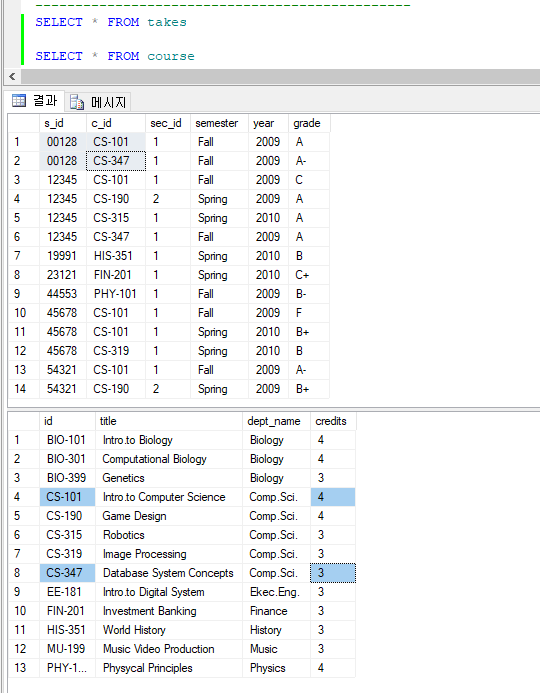 SELECT * FROM takes
SELECT * FROM course
결과 메시지
s_id c_id sec_id semester year grade
1 00128 CS-101 1 Fall 2009 A
2 00128 CS-347 1 Fall 2009 A-
3 12345 CS-101 1 Fall 2009 C
4 12345 CS-190 2 Spring 2009 A
5 12345 CS-315 1 Spring 2010 A
6 12345 CS-347 1 Fall 2009 A
7 19991 HIS-351 1 Spring 2010 B
8 23121 FIN-201 1 Spring 2010 C+
9 44553 PHY-101 1 Fall 2009 B-
10 45678 CS-101 1 Fall 2009 F
11 45678 CS-101 1 Spring 2010 B+
12 45678 CS-319 1 Spring 2010 B
13 54321 CS-101 1 Fall 2009 A-
14 54321 CS-190 2 Spring 2009 B+
id title dept_name credits
1 BIO-101 Intro.to Biology Biology 4
2 BIO-301 Computational Biology Biology 4
3 BIO-399 Genetics Biology 3
4 CS-101 Intro.to Computer Science Comp.Sci. 4
5 CS-190 Game Design Comp.Sci. 4
6 CS-315 Robotics Comp.Sci. 3
7 CS-319 Image Processing Comp.Sci. 3
8 CS-347 Database System Concepts Comp.Sci. 3
9 EE-181 Intro.to Digital System Ekec.Eng. 3
10 FIN-201 Investment Banking Finance 3
11 HIS-351 World History History 3
12 MU-199 Music Video Production Music 3
13 PHY-1... Physycal Principles Physics 4